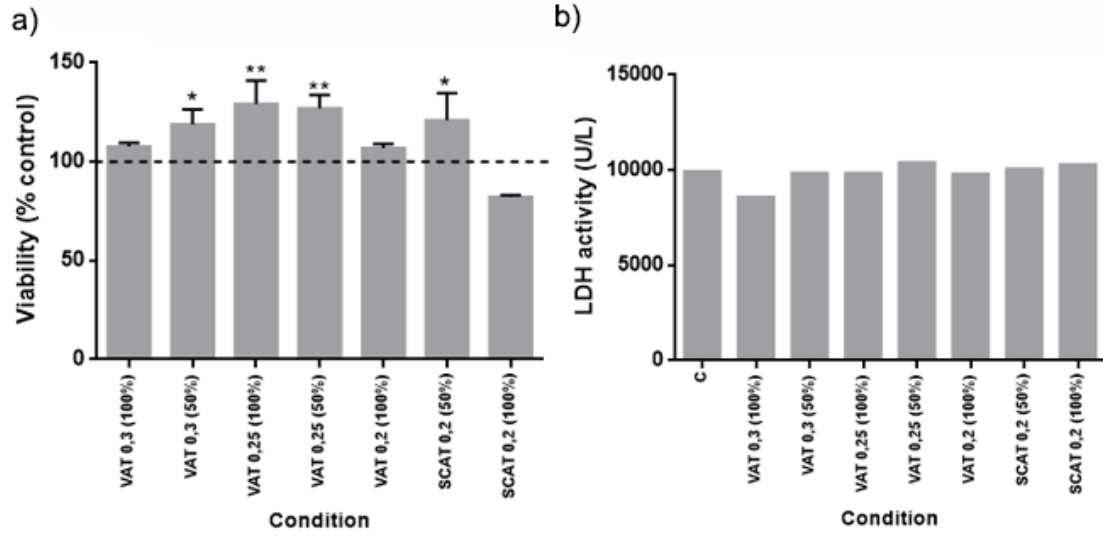 a)
Viability (% control)
150
100
50
0
*
**
**
*
VAT 0,3 (100%)
VAT 0,3 (50%)
VAT 0,25 (100%)
VAT 0,25 (50%)
VAT 0,2 (100%)
SCAT 0,2 (50%)
SCAT 0,2 (100%)
Condition
b)
LDH activity (U/L)
15000
10000
5000
0
C
VAT 0,3 (100%)
VAT 0,3 (50%)
VAT 0,25 (100%)
VAT 0,25 (50%)
VAT 0,2 (100%)
SCAT 0,2 (50%)
SCAT 0,2 (100%)
Condition